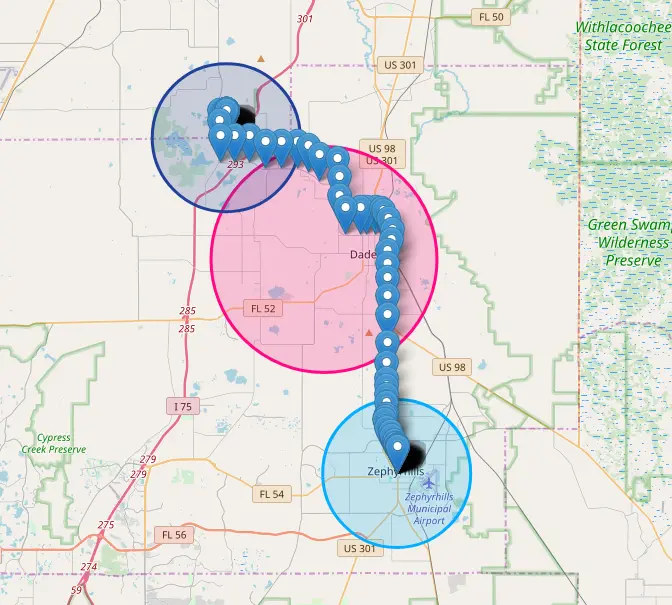 301
FL 50
Withlacoochee
State Forest
US 301
US 98
US 301
293
Green Swam
Wilderness
Preserve
Dade
FL 52
285
285
US 98
I 75
Cypress
Creek Preserve
279
279
Zephyrhills
FL 54
Zephyrhills
Municipal
Airport
275
FL 56
US 301
274
59